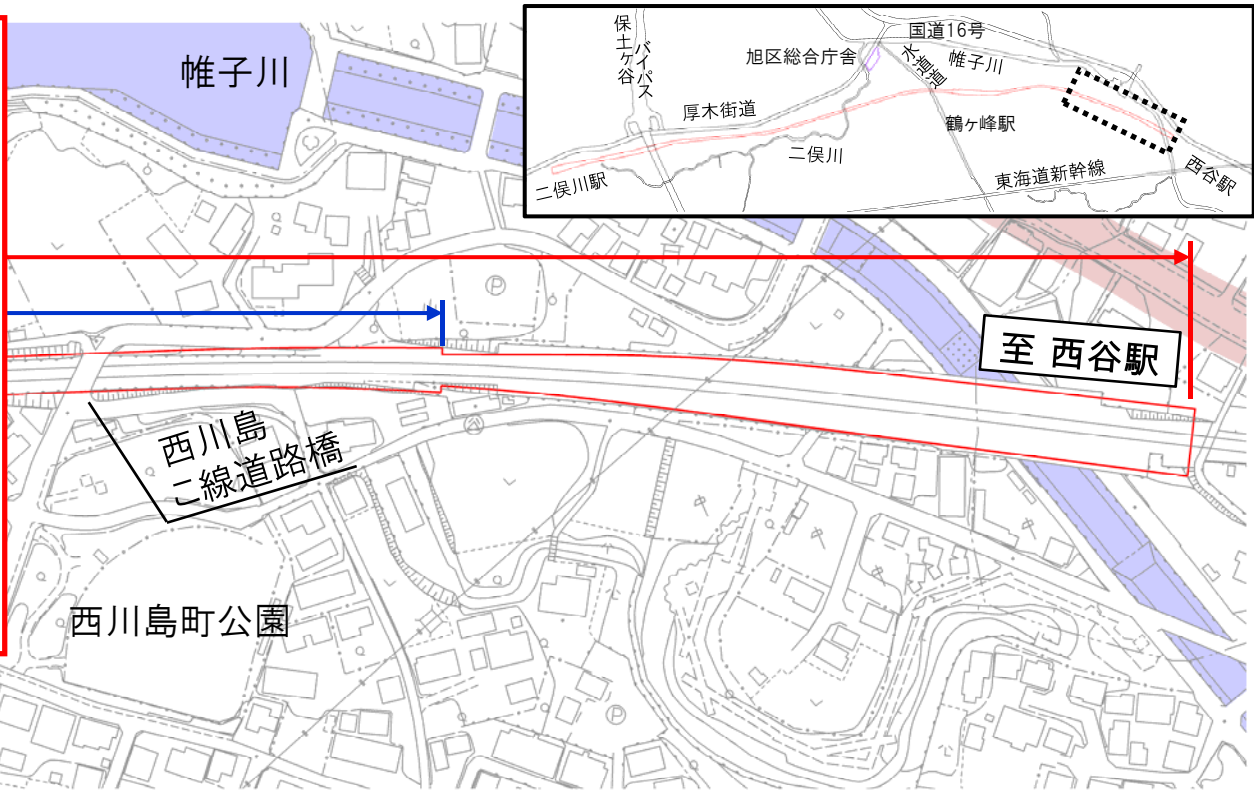 帷子川
保土ヶ谷
バイパス
国道16号
旭区総合庁舎
水道道
帷子川
厚木街道
鶴ヶ峰駅
二俣川
二俣川駅
東海道新幹線
西谷駅
至 西谷駅
Ⓟ
西川島
こ線道路橋
西川島町公園
Ⓟ